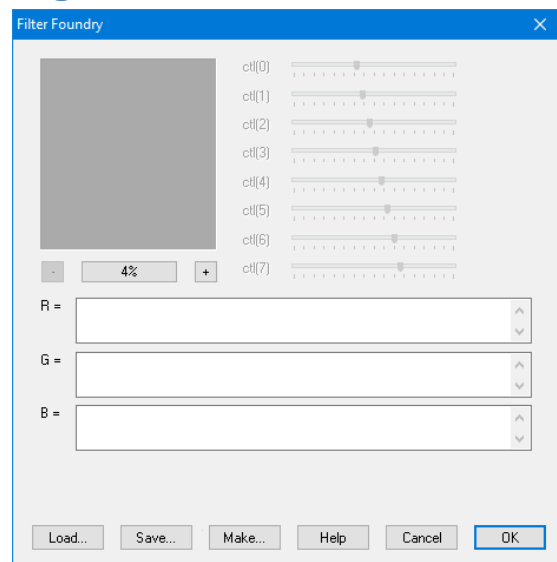 Filter Foundry
ctl(0)
ctl(1)
ctl(2)
ctl(3)
ctl(4)
ctl(5)
ctl(6)
- 4% + ctl(7)
R =
G =
B =
Load... Save... Make... Help Cancel OK